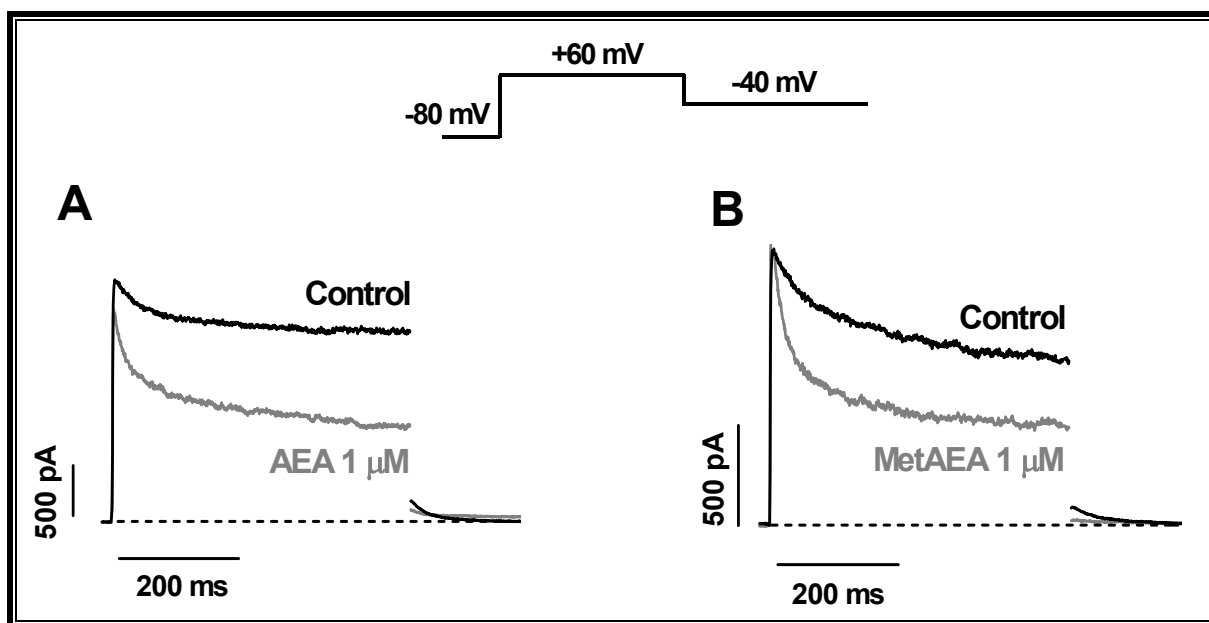 +60 mV
-40 mV
-80 mV
A
B
Control
Control
AEA 1 μM
MetAEA 1 μM
500 pA
500 pA
200 ms
200 ms